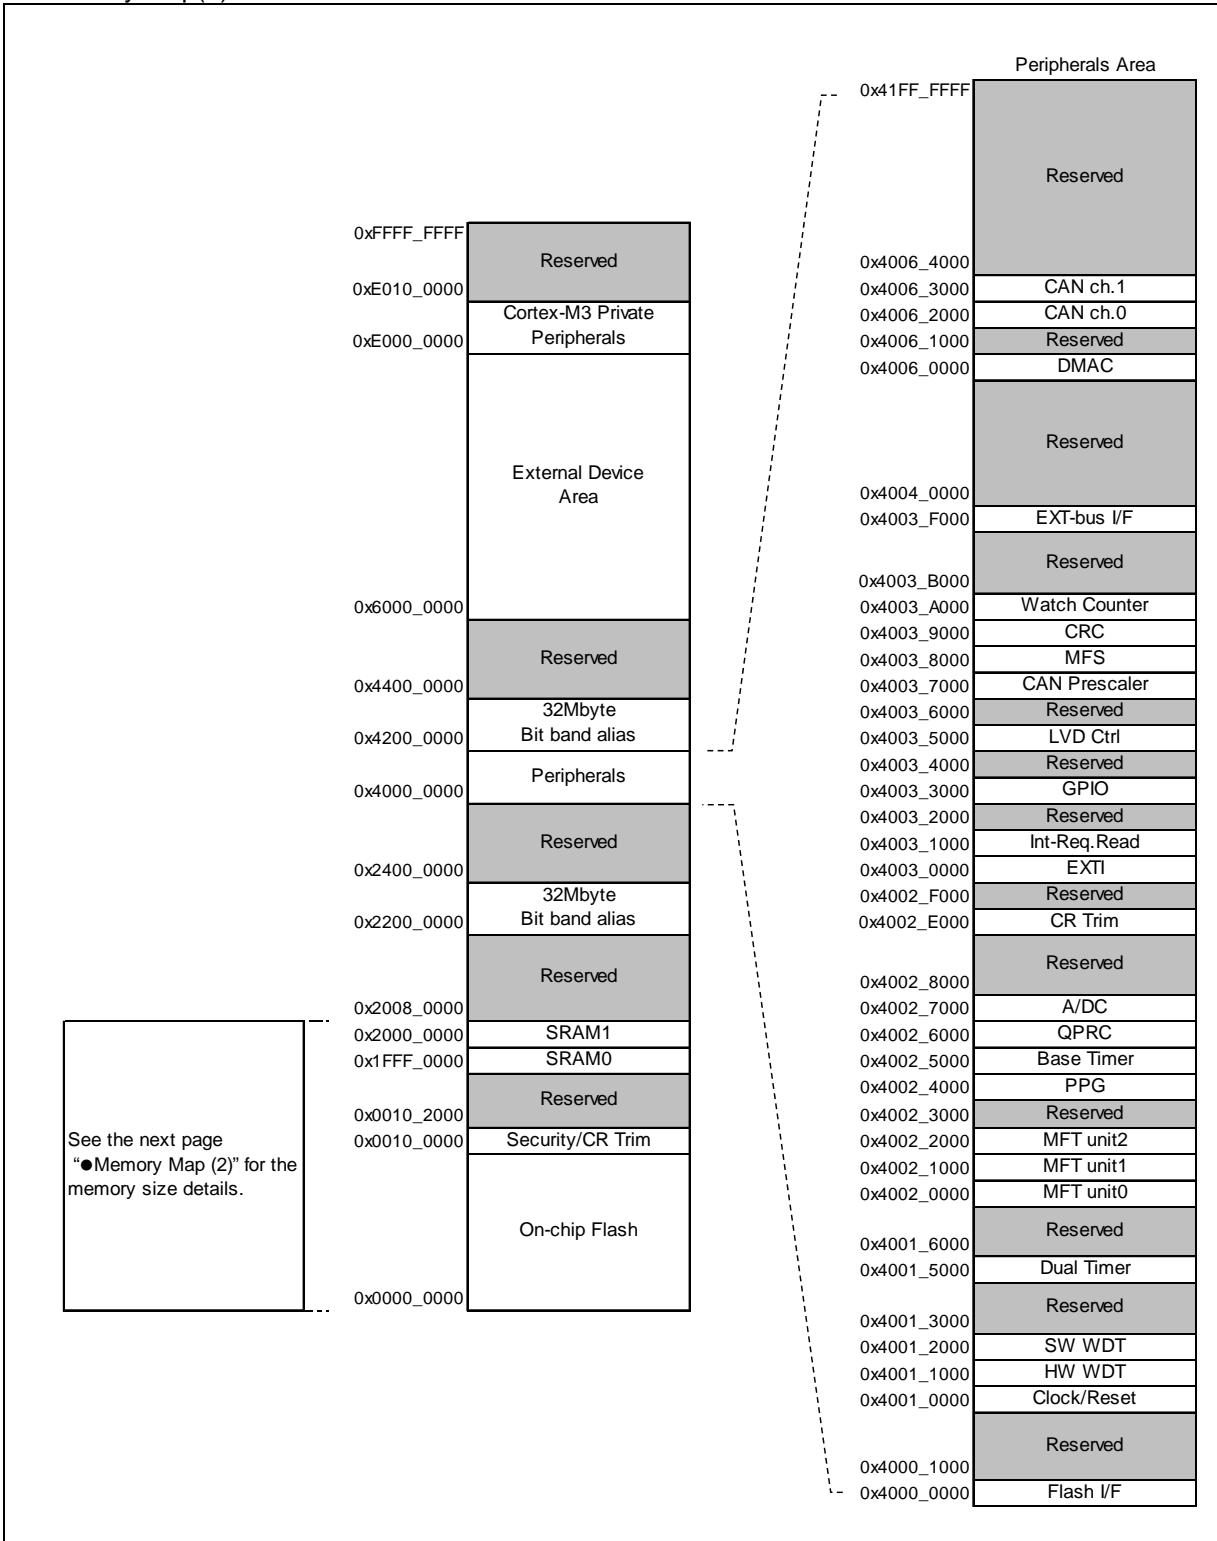 Peripherals Area
0x41FF_FFFF
Reserved
0x4006_4000
0x4006_3000 CAN ch.1
0x4006_2000 CAN ch.0
0x4006_1000 Reserved
0x4006_0000 DMAC
Reserved
0x4004_0000
0x4003_F000 EXT-bus I/F
Reserved
0x4003_B000
0x4003_A000 Watch Counter
0x4003_9000 CRC
0x4003_8000 MFS
0x4003_7000 CAN Prescaler
0x4003_6000 Reserved
0x4003_5000 LVD Ctrl
0x4003_4000 Reserved
0x4003_3000 GPIO
0x4003_2000 Reserved
0x4003_1000 Int-Req.Read
0x4003_0000 EXTI
0x4002_F000 Reserved
0x4002_E000 CR Trim
Reserved
0x4002_8000
0x4002_7000 A/DC
0x4002_6000 QPRC
0x4002_5000 Base Timer
0x4002_4000 PPG
0x4002_3000 Reserved
0x4002_2000 MFT unit2
0x4002_1000 MFT unit1
0x4002_0000 MFT unit0
Reserved
0x4001_6000
0x4001_5000 Dual Timer
Reserved
0x4001_3000
0x4001_2000 SW WDT
0x4001_1000 HW WDT
0x4001_0000 Clock/Reset
Reserved
0x4000_1000
0x4000_0000 Flash I/F
0xFFFF_FFFF
Reserved
0xE010_0000
Cortex-M3 Private
0xE000_0000 Peripherals
External Device
Area
0x6000_0000
Reserved
0x4400_0000
32Mbyte
0x4200_0000 Bit band alias
Peripherals
0x4000_0000
Reserved
0x2400_0000
32Mbyte
0x2200_0000 Bit band alias
Reserved
0x2008_0000
0x2000_0000 SRAM1
0x1FFF_0000 SRAM0
Reserved
0x0010_2000
0x0010_0000 Security/CR Trim
On-chip Flash
0x0000_0000
See the next page
“●Memory Map (2)” for the
memory size details.